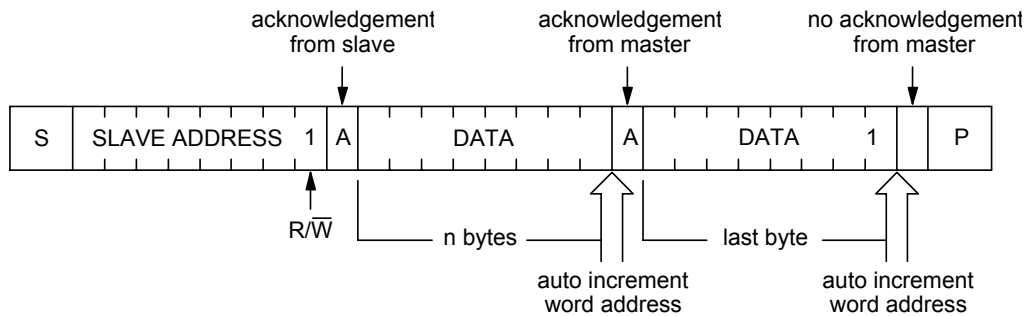 acknowledgement
from slave
acknowledgement
from master
no acknowledgement
from master
S SLAVE ADDRESS 1 A DATA A DATA 1 P
R/W̅
n bytes
last byte
auto increment
word address
auto increment
word address